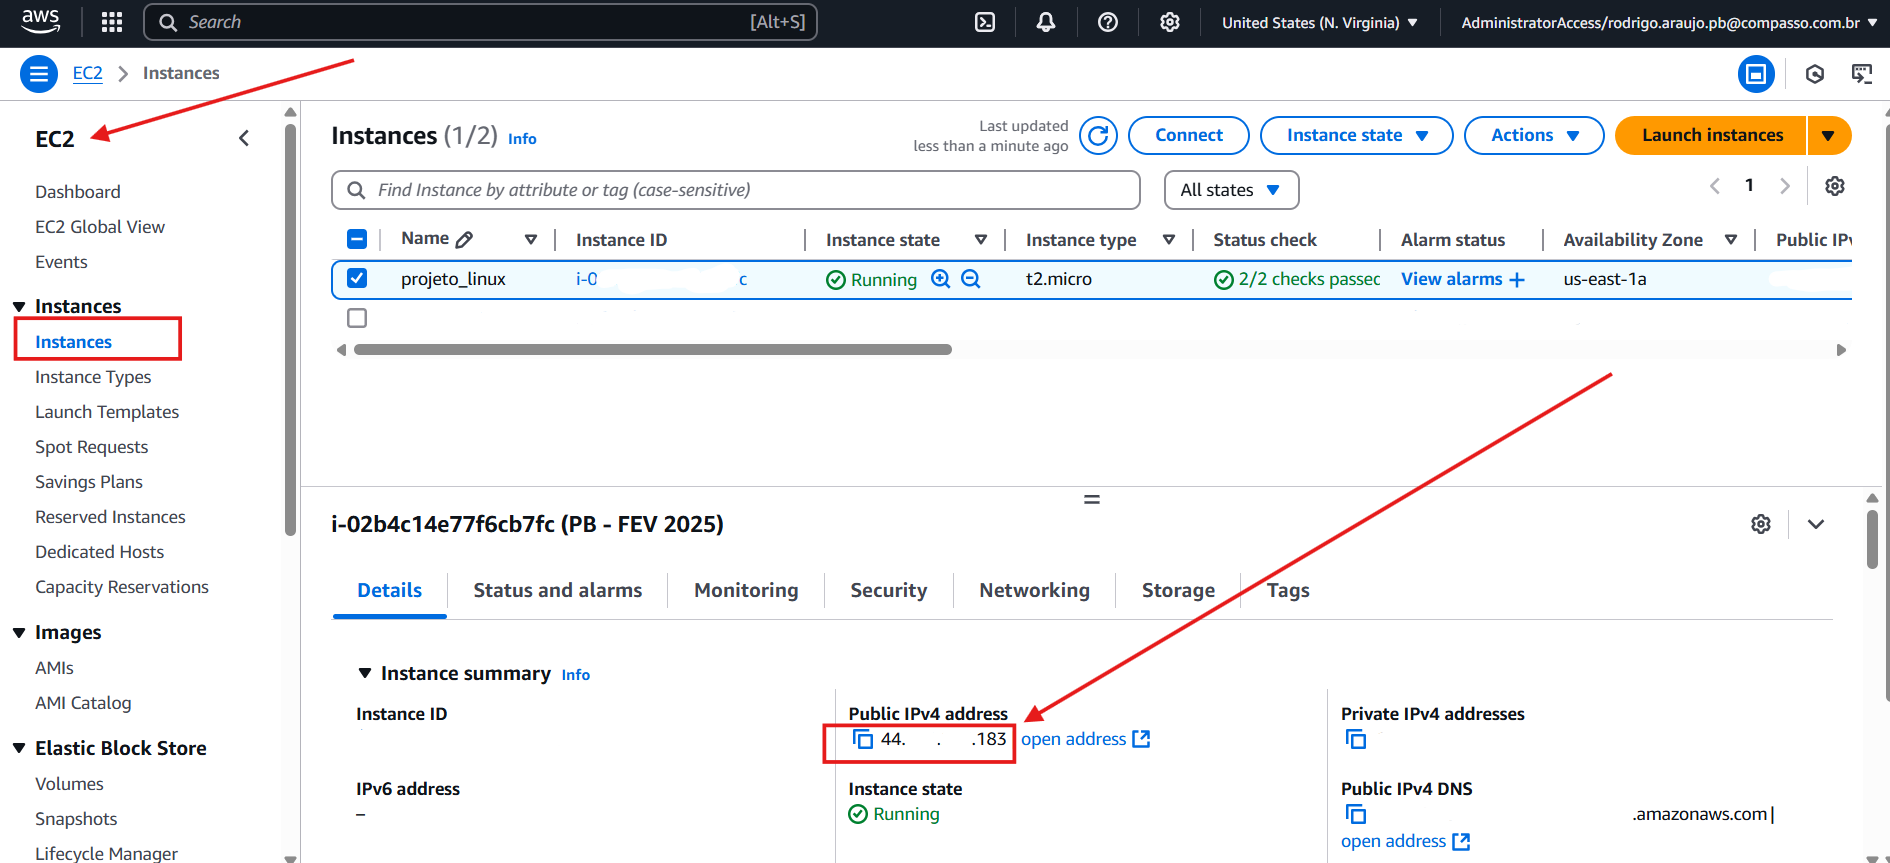 aws
Search [Alt+S]
United States (N. Virginia)
AdministratorAccess/rodrigo.araujo.pb@compasso.com.br
EC2
Instances
EC2
Dashboard
EC2 Global View
Events
Instances
Instances
Instance Types
Launch Templates
Spot Requests
Savings Plans
Reserved Instances
Dedicated Hosts
Capacity Reservations
Images
AMIs
AMI Catalog
Elastic Block Store
Volumes
Snapshots
Lifecycle Manager
Instances (1/2) Info
Last updated
less than a minute ago
Connect
Instance state
Actions
Launch instances
Find Instance by attribute or tag (case-sensitive)
All states
1
Name Instance ID Instance state Instance type Status check Alarm status Availability Zone Public IPv
projeto_linux i-0 c Running t2.micro 2/2 checks passed View alarms + us-east-1a
i-02b4c14e77f6cb7fc (PB - FEV 2025)
Details Status and alarms Monitoring Security Networking Storage Tags
Instance summary Info
Instance ID
Public IPv4 address
44. . .183 open address
Private IPv4 addresses
IPv6 address
–
Instance state
Running
Public IPv4 DNS
.amazonaws.com|
open address